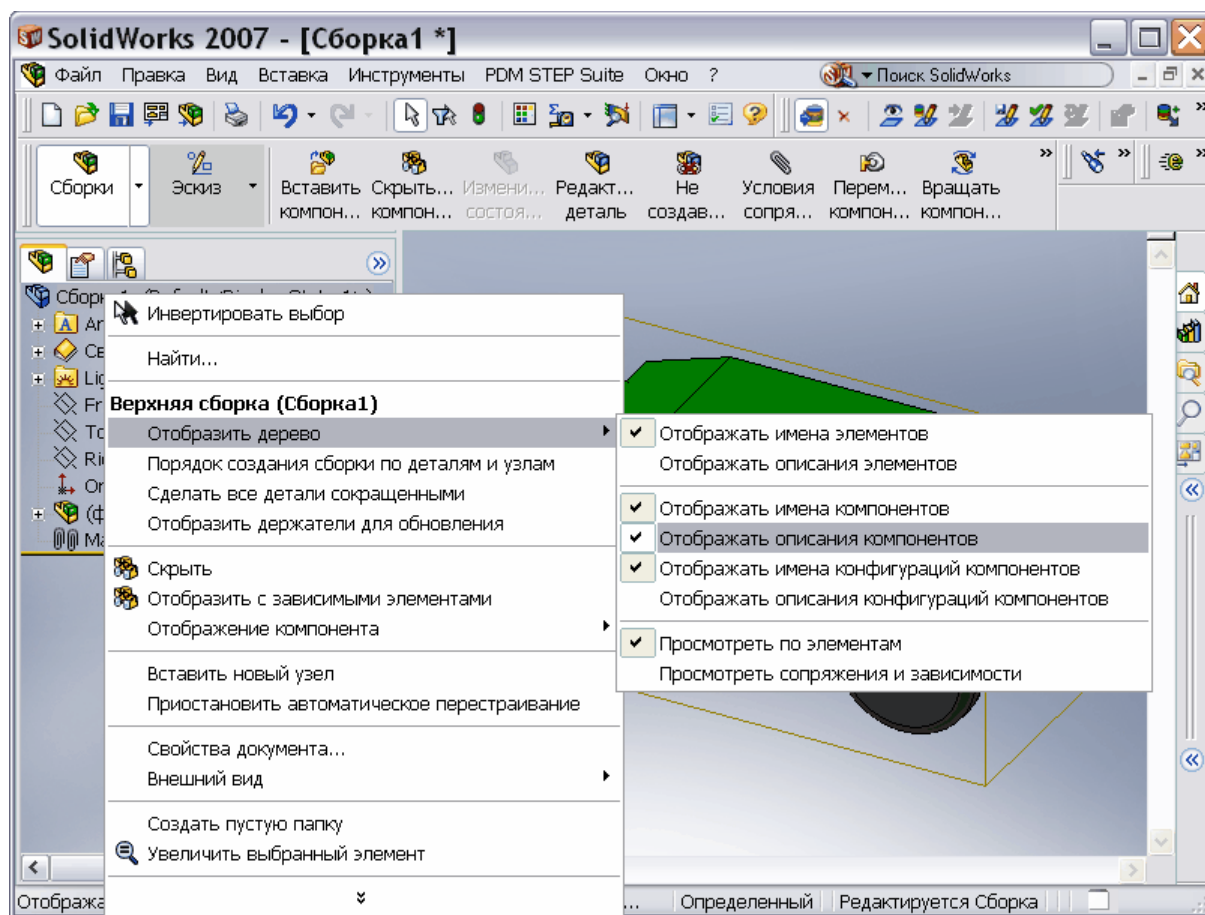 SolidWorks 2007 - [Сборка1 *]
Файл Правка Вид Вставка Инструменты PDM STEP Suite Окно ? Поиск SolidWorks
Сборки Эскиз Вставить компон... Скрыть... компон... Измени... состоя... Редакт... деталь Не создав... Условия сопря... Перем... компон... Вращать компон...
Инвертировать выбор
Найти...
Верхняя сборка (Сборка1)
Отобразить дерево
Порядок создания сборки по деталям и узлам
Сделать все детали сокращенными
Отобразить держатели для обновления
Скрыть
Отобразить с зависимыми элементами
Отображение компонента
Вставить новый узел
Приостановить автоматическое перестраивание
Свойства документа...
Внешний вид
Создать пустую папку
Увеличить выбранный элемент
Отображать имена элементов
Отображать описания элементов
Отображать имена компонентов
Отображать описания компонентов
Отображать имена конфигураций компонентов
Отображать описания конфигураций компонентов
Просмотреть по элементам
Просмотреть сопряжения и зависимости
... Определенный Редактируется Сборка